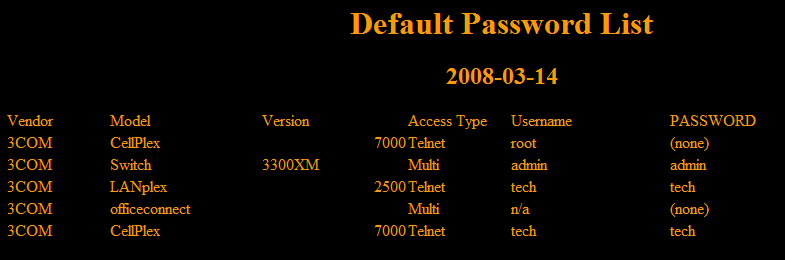 Default Password List
2008-03-14
Vendor Model Version Access Type Username PASSWORD
3COM CellPlex 7000 Telnet root (none)
3COM Switch 3300XM Multi admin admin
3COM LANplex 2500 Telnet tech tech
3COM officeconnect Multi n/a (none)
3COM CellPlex 7000 Telnet tech tech